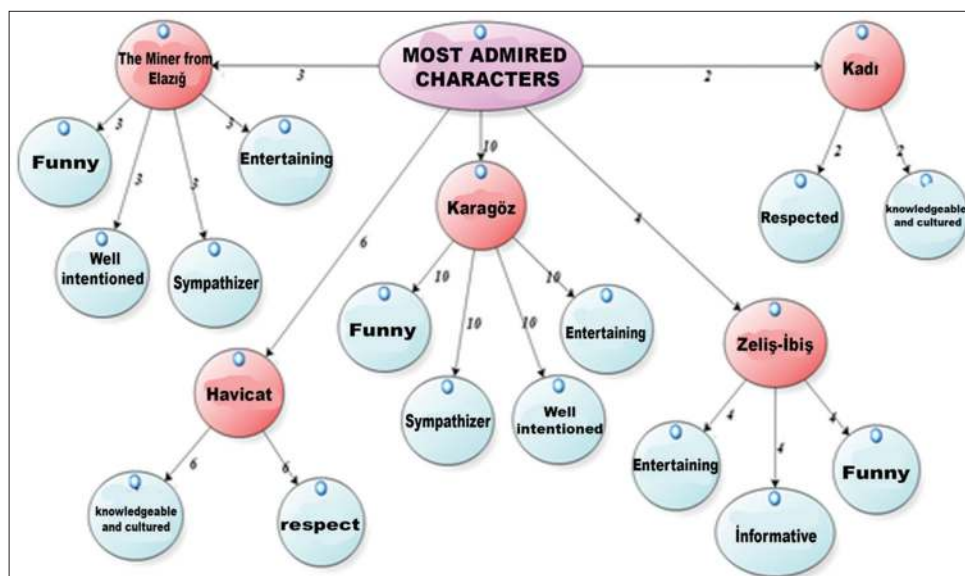 MOST ADMIRED
CHARACTERS
The Miner from
Elazığ
3
3
3
3
3
Funny
Well
intentioned
Sympathizer
Entertaining
2
Kadı
2
2
Respected
knowledgeable
and cultured
10
Karagöz
10
10
10
10
Funny
Sympathizer
Well
intentioned
Entertaining
6
Havicat
6
6
knowledgeable
and cultured
respect
4
Zeliş-İbiş
4
4
4
Entertaining
İnformative
Funny